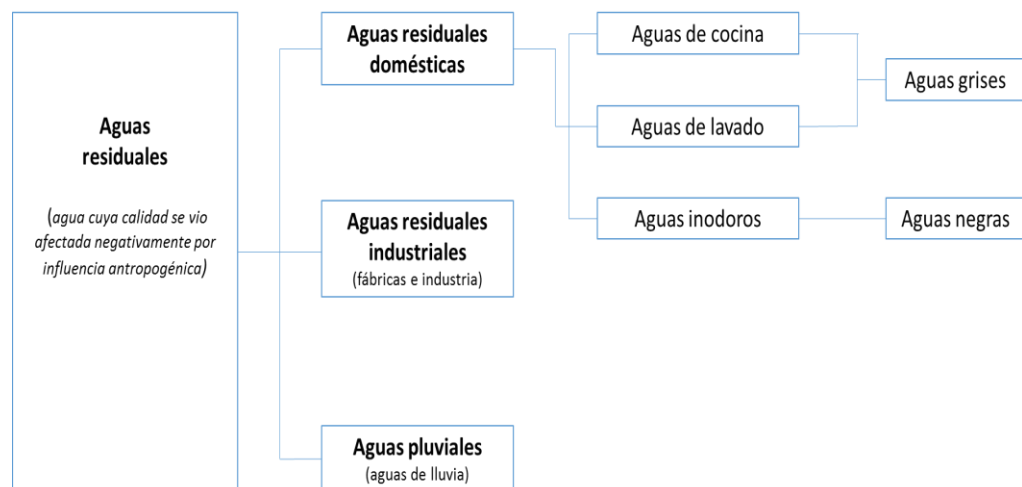 Aguas
residuales
(agua cuya calidad se vio
afectada negativamente por
influencia antropogénica)
Aguas residuales
domésticas
Aguas residuales
industriales
(fábricas e industria)
Aguas pluviales
(aguas de lluvia)
Aguas de cocina
Aguas de lavado
Aguas inodoros
Aguas grises
Aguas negras